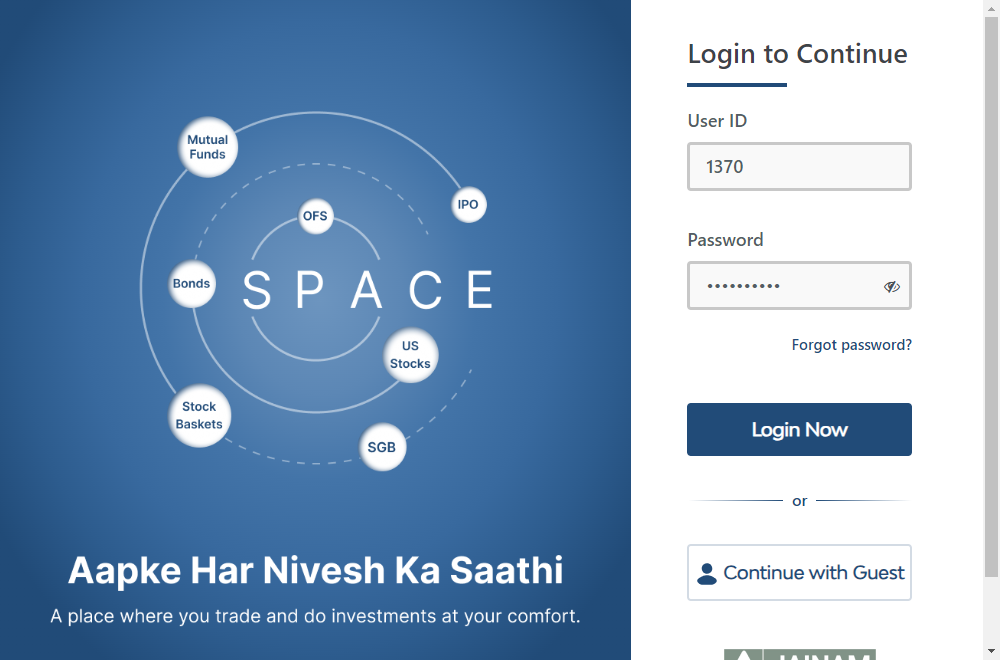 Mutual
Funds
IPO
OFS
Bonds
SPACE
US
Stocks
Stock
Baskets
SGB
Aapke Har Nivesh Ka Saathi
A place where you trade and do investments at your comfort.
Login to Continue
User ID
1370
Password
••••••••••
Forgot password?
Login Now
or
Continue with Guest